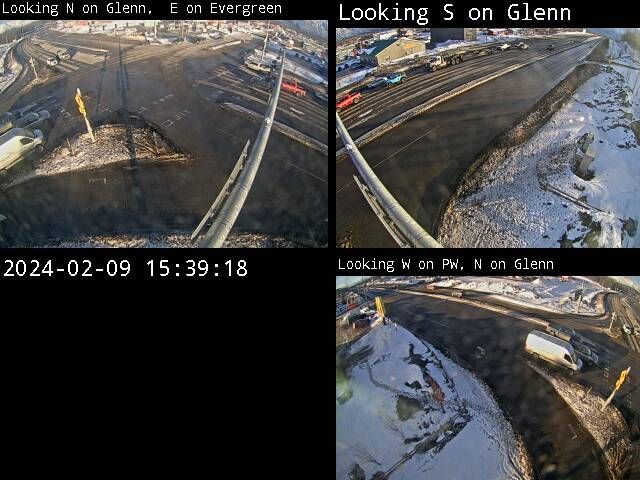 Looking N on Glenn,  E on Evergreen
Looking S on Glenn
2024-02-09 15:39:18
Looking W on PW, N on Glenn